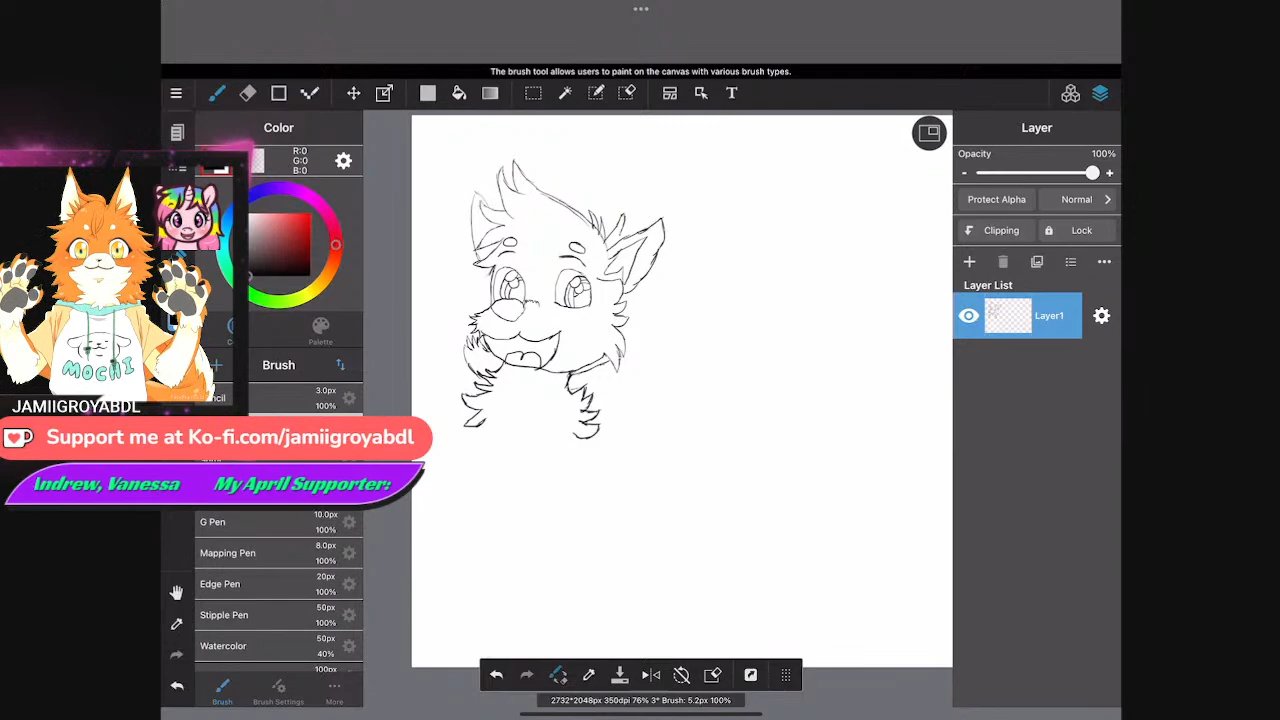 The brush tool allows users to paint on the canvas with various brush types.
T
Color
R:0
G:0
B:0
Palette
Brush
3.0px
100%
MOCHI
JAMIIGROYABDL
Support me at Ko-fi.com/jamiigroyabdl
Indrew, Vanessa My April Supporter:
G Pen
10.0px
100%
Mapping Pen
8.0px
100%
Edge Pen
20px
100%
Stipple Pen
50px
100%
Watercolor
50px
40%
100px
Brush
Brush Settings
More
2732*2048px 350dpi 76% 3° Brush: 5.2px 100%
Layer
Opacity
100%
Protect Alpha
Normal
Clipping
Lock
Layer List
Layer1